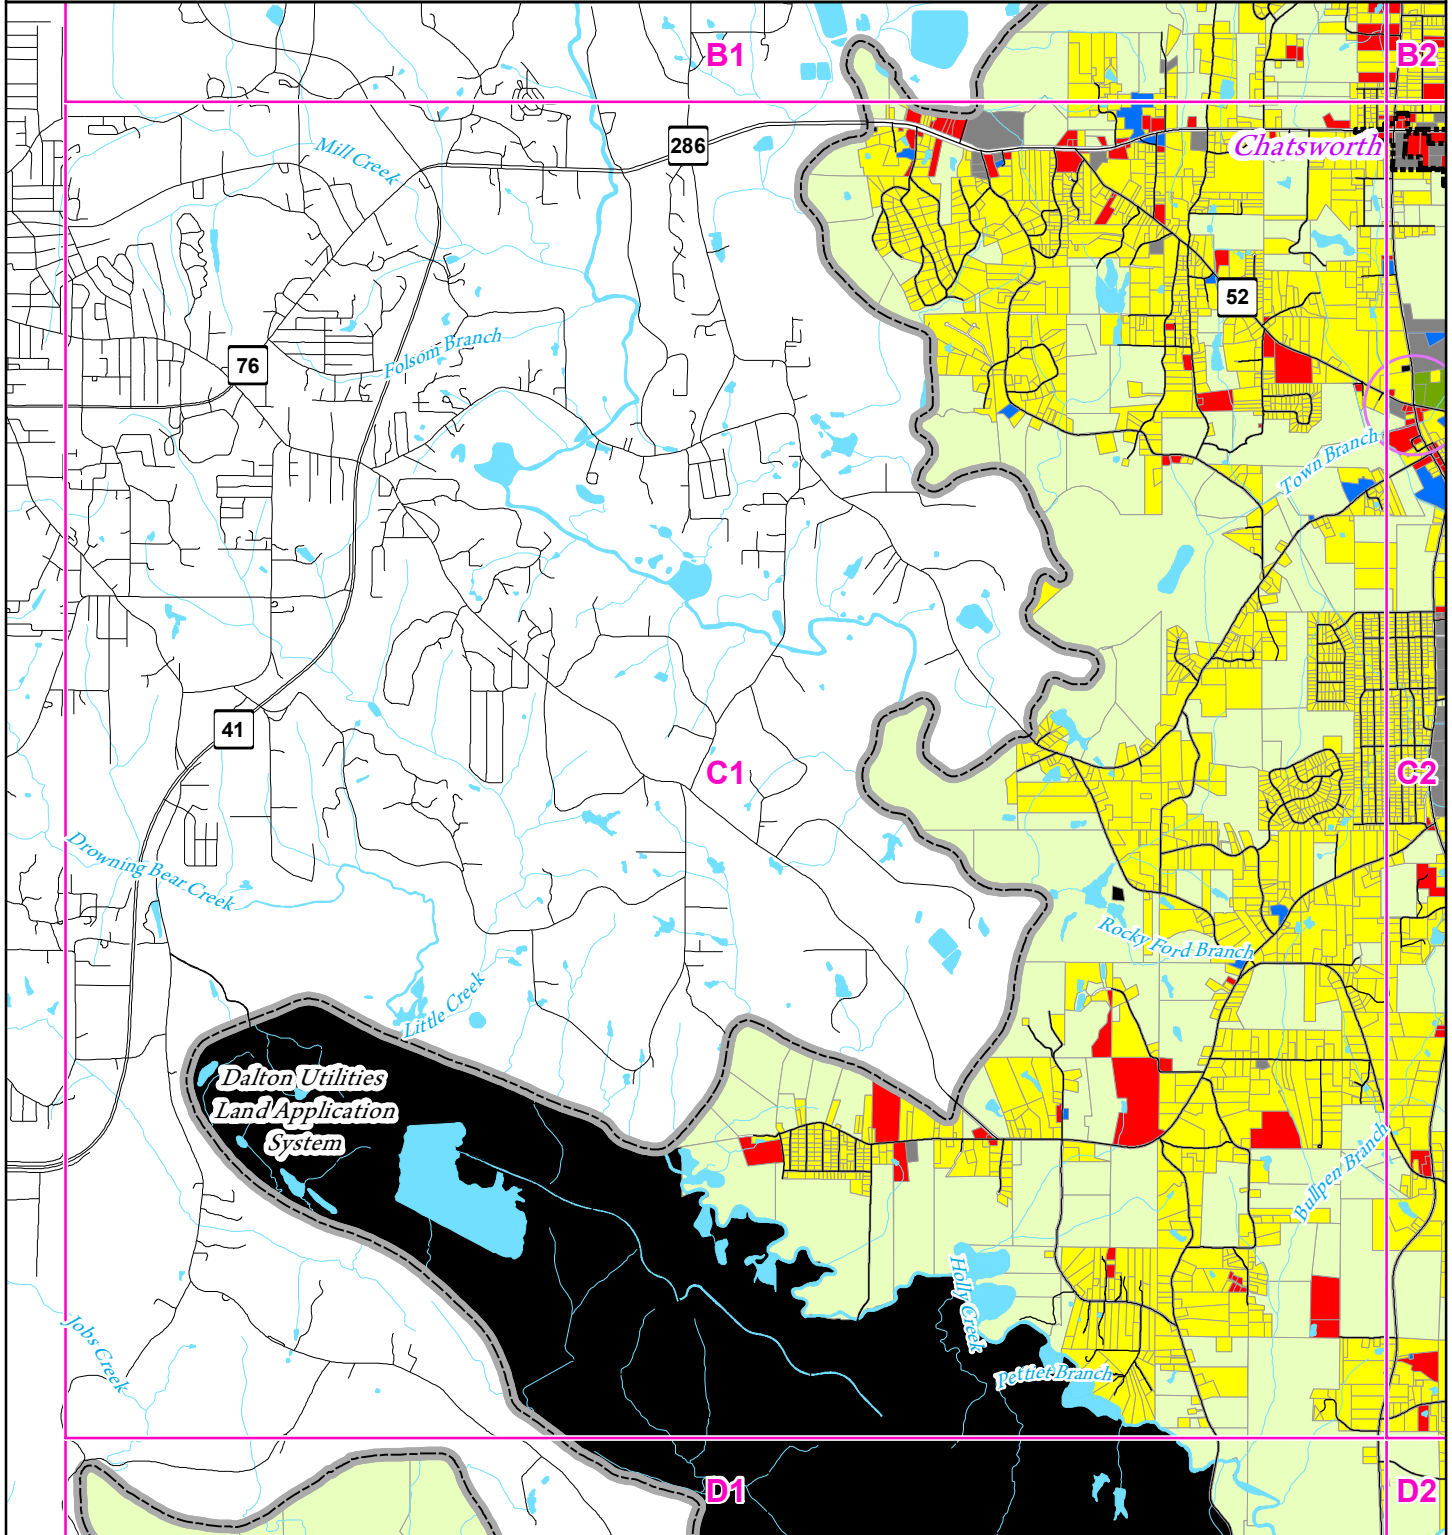 B1
B2
286
Chatsworth
Mill Creek
52
Folsom Branch
76
Town Branch
41
C1
C2
Drowning Bear Creek
Rocky Ford Branch
Little Creek
Dalton Utilities
Land Application
System
Bullpen Branch
Holly Creek
Jobs Creek
Pettiet Branch
D1
D2